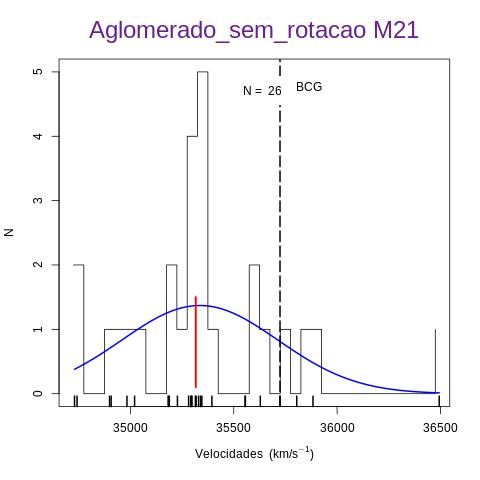 Aglomerado_sem_rotacao M21
N = 26
BCG
5
4
3
2
1
0
N
35000
35500
36000
36500
Velocidades (km/s⁻¹)